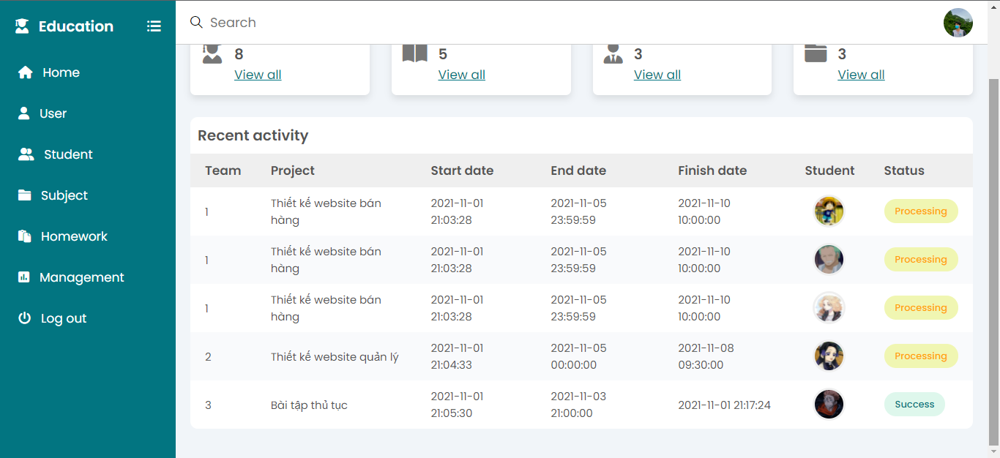 Education
Search
Home
User
Student
Subject
Homework
Management
Log out
8
View all
5
View all
3
View all
3
View all
Recent activity
Team Project Start date End date Finish date Student Status
1 Thiết kế website bán hàng 2021-11-01 21:03:28 2021-11-05 23:59:59 2021-11-10 10:00:00 Processing
1 Thiết kế website bán hàng 2021-11-01 21:03:28 2021-11-05 23:59:59 2021-11-10 10:00:00 Processing
1 Thiết kế website bán hàng 2021-11-01 21:03:28 2021-11-05 23:59:59 2021-11-10 10:00:00 Processing
2 Thiết kế website quản lý 2021-11-01 21:04:33 2021-11-05 00:00:00 2021-11-08 09:30:00 Processing
3 Bài tập thủ tục 2021-11-01 21:05:30 2021-11-03 21:00:00 2021-11-01 21:17:24 Success